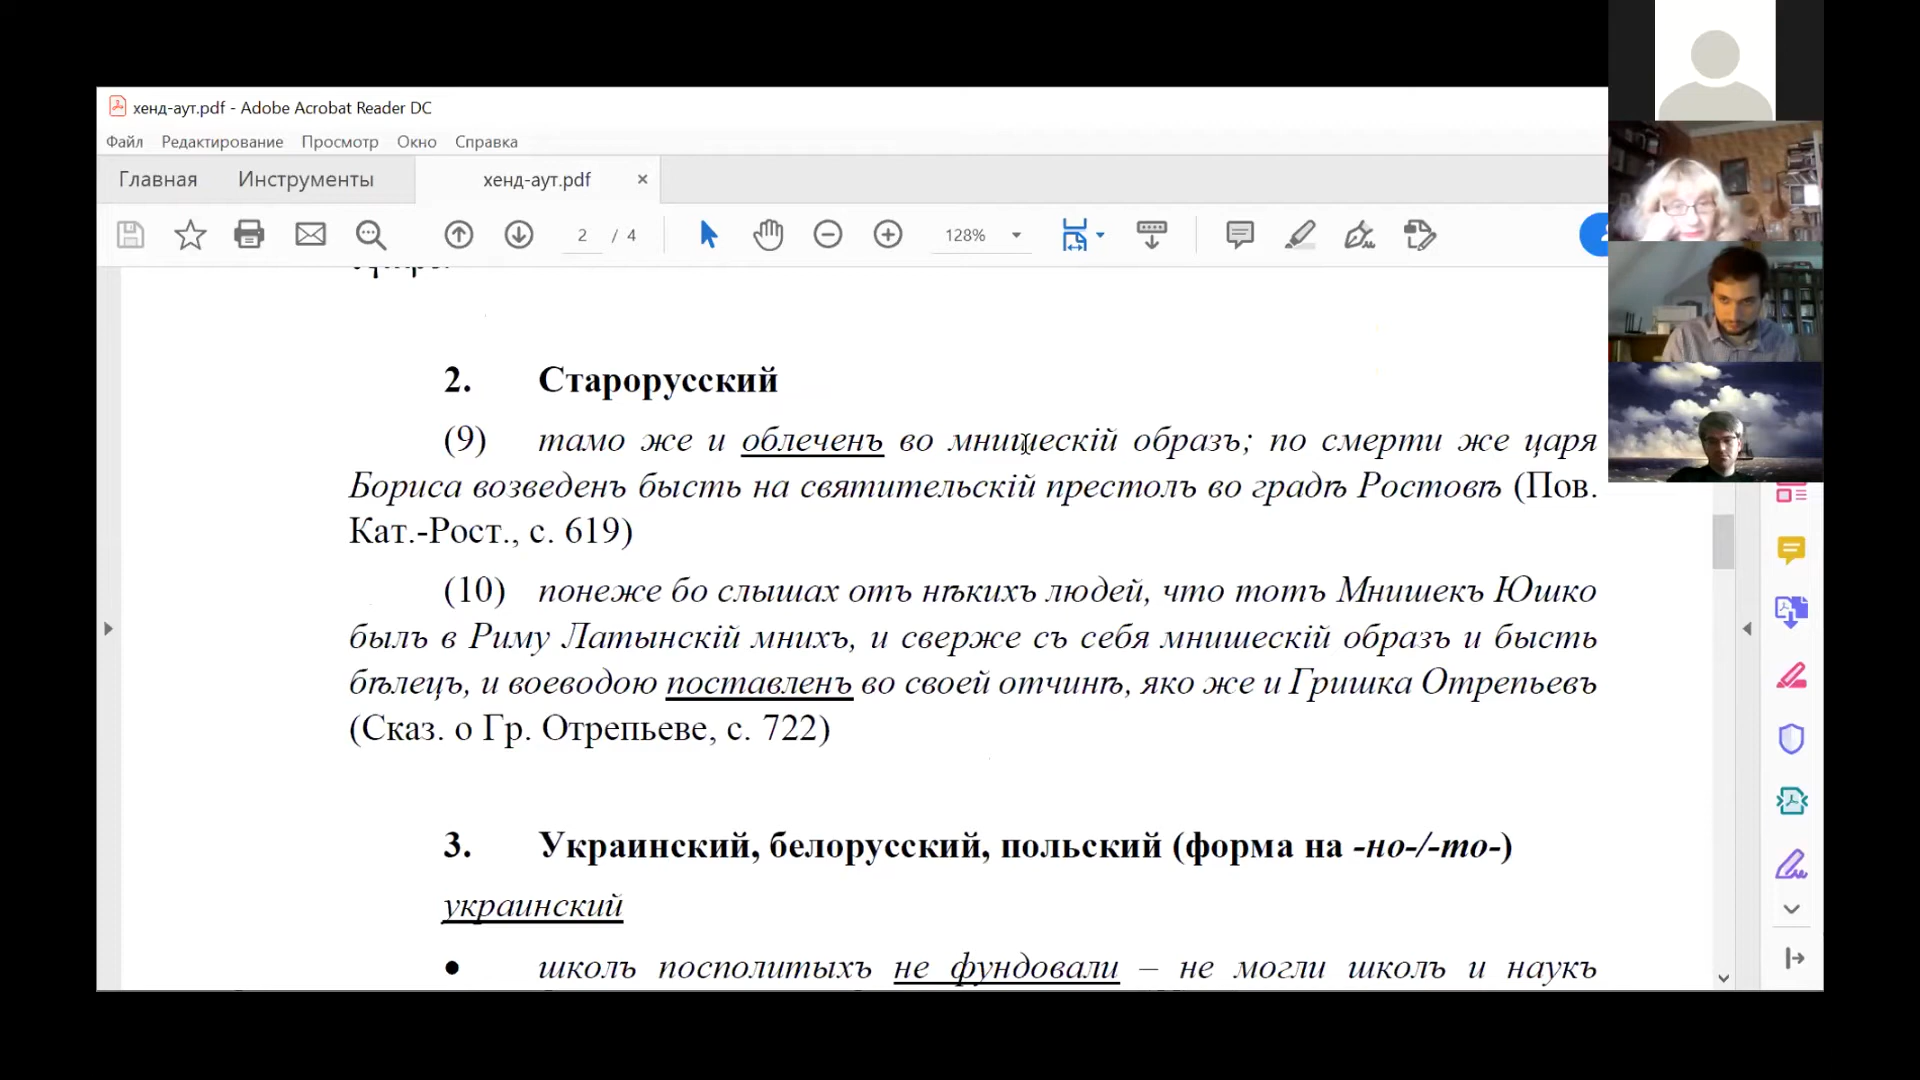 хенд-аут.pdf - Adobe Acrobat Reader DC
Файл Редактирование Просмотр Окно Справка
Главная Инструменты хенд-аут.pdf ×
2 / 4 128%
2. Старорусский
(9) тамо же и облеченъ во мнишескій образъ; по смерти же царя
Бориса возведенъ бысть на святительскій престолъ во градѣ Ростовѣ (Пов.
Кат.-Рост., с. 619)
(10) понеже бо слышах отъ нѣкихъ людей, что тотъ Мнишекъ Юшко
былъ в Риму Латынскій мнихъ, и сверже съ себя мнишескій образъ и бысть
бѣлецъ, и воеводою поставленъ во своей отчинѣ, яко же и Гришка Отрепьевъ
(Сказ. о Гр. Отрепьеве, с. 722)
3. Украинский, белорусский, польский (форма на -но-/-то-)
украинский
● школъ посполитыхъ не фундовали – не могли школъ и наукъ